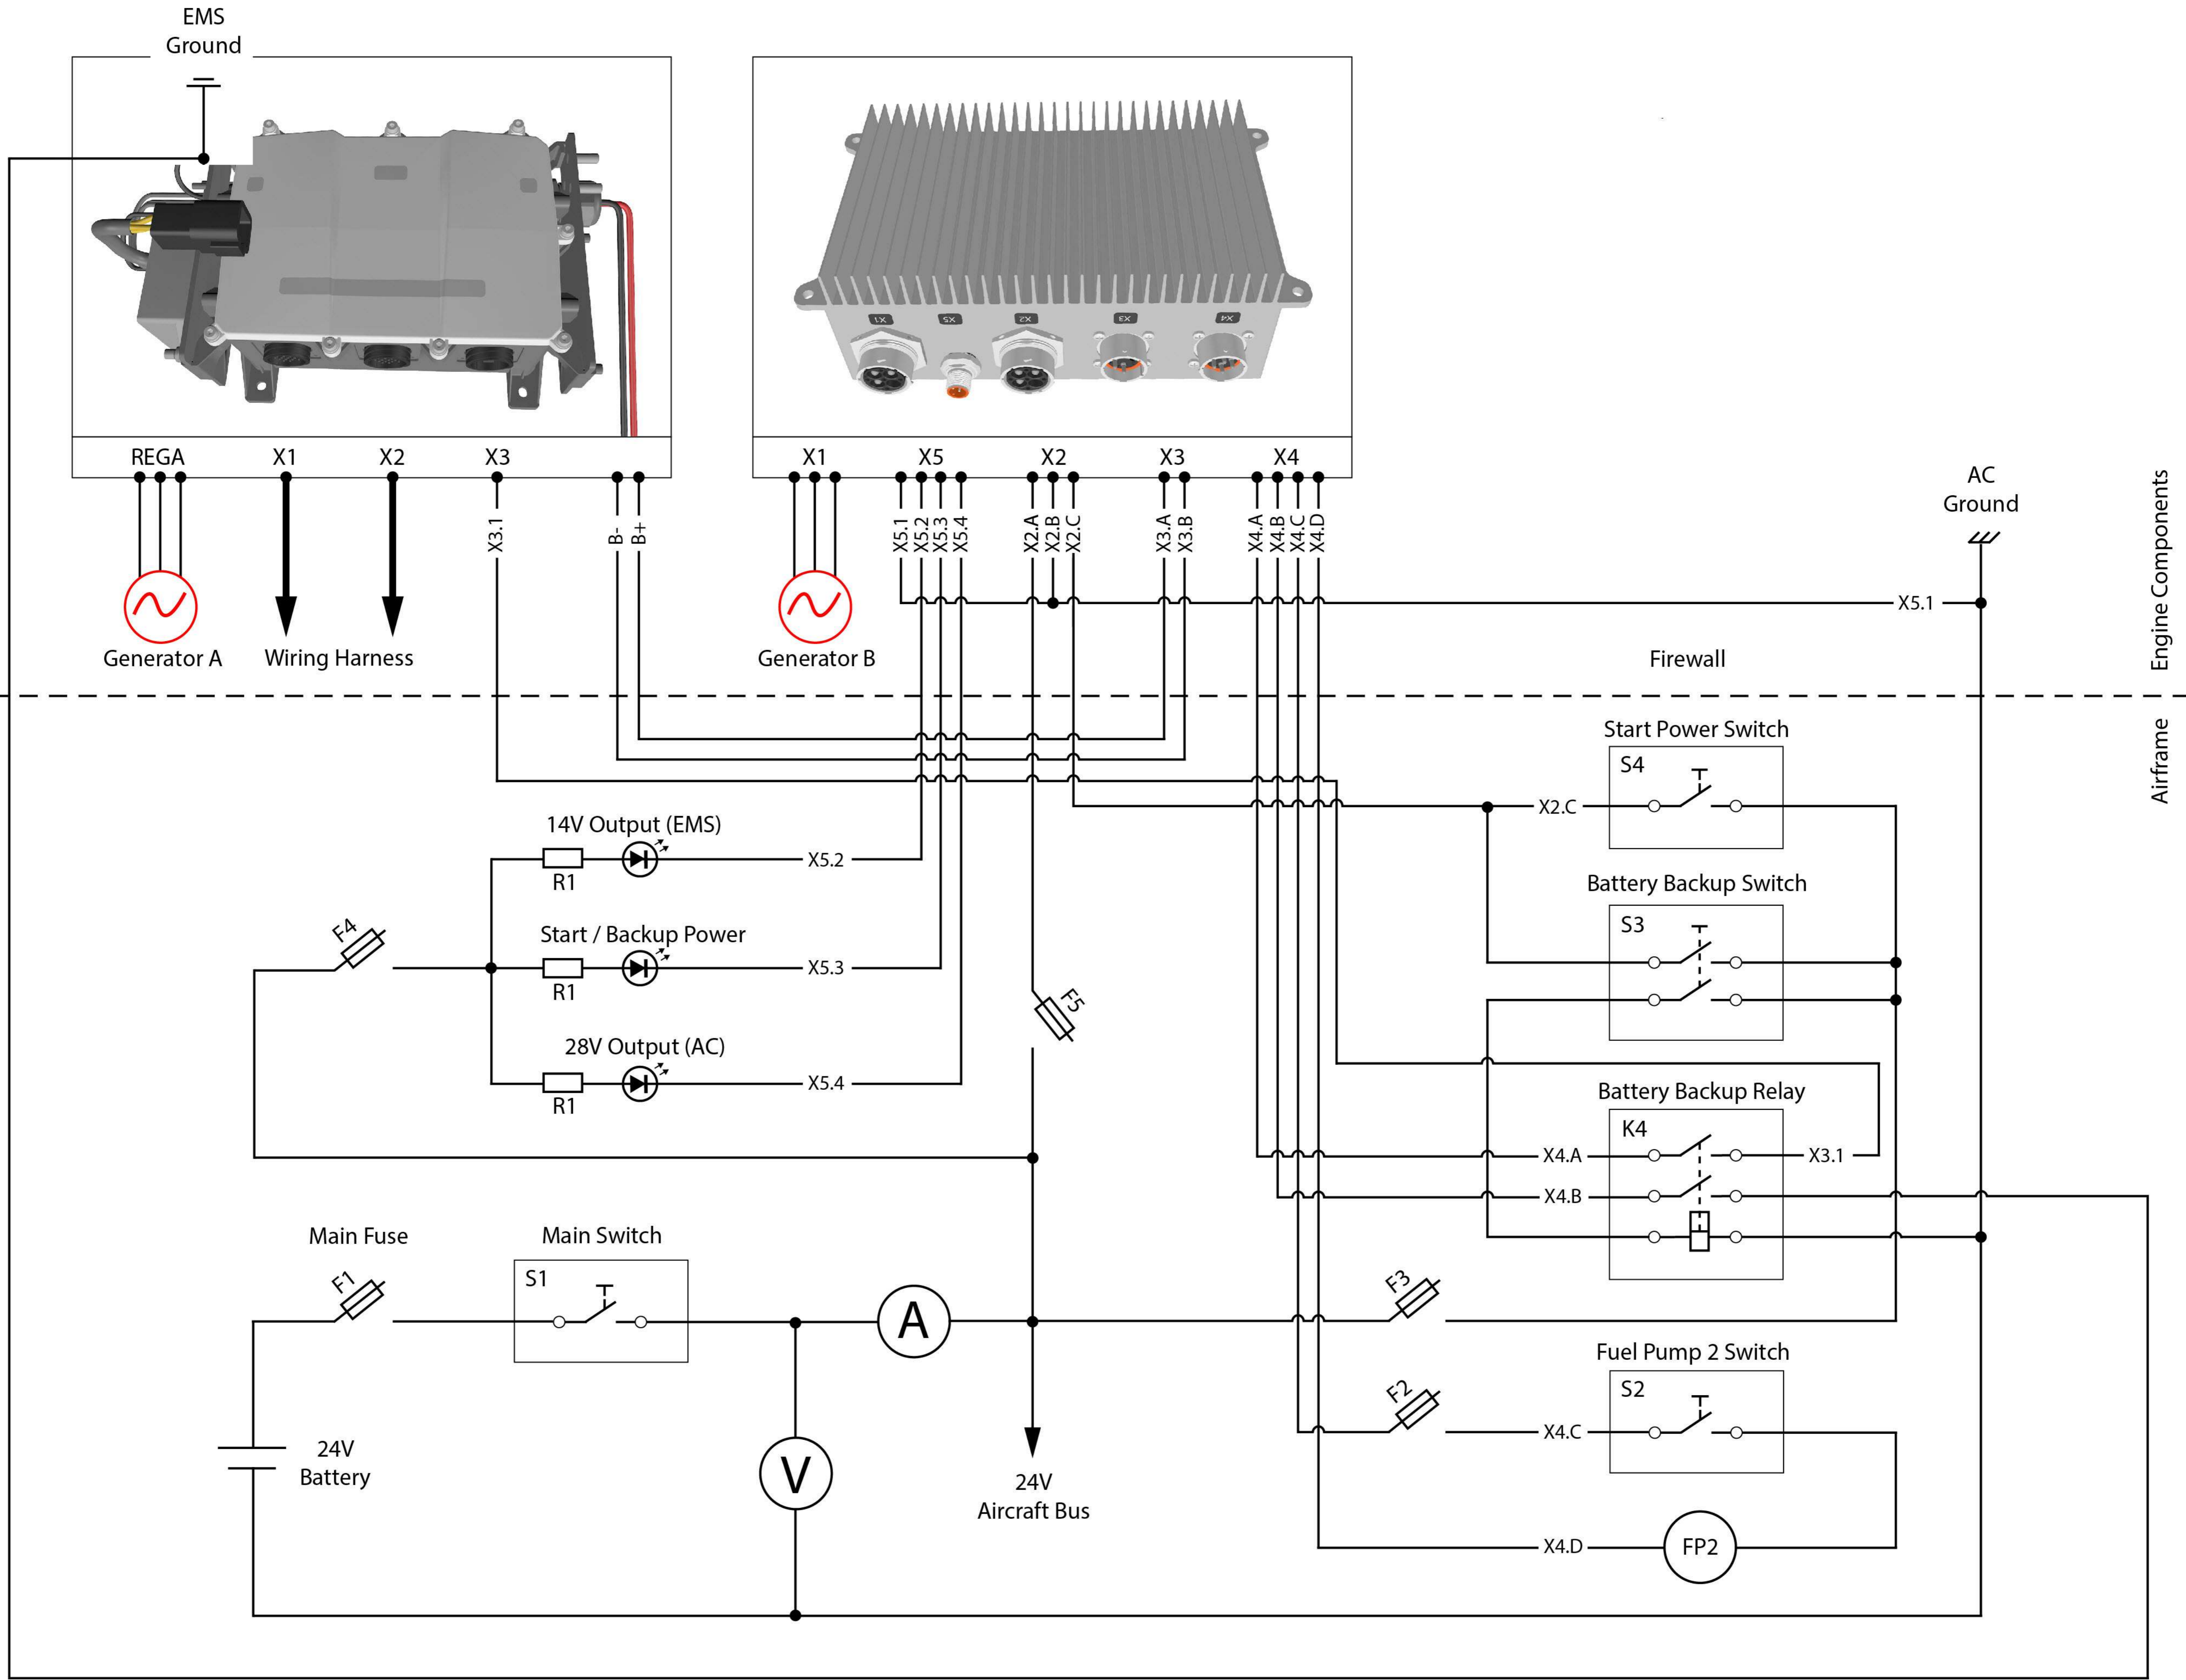 EMS
Ground
X1
X5
X2
X3
X4
REGA
X1
X2
X3
X1
X5
X2
X3
X4
AC
Ground
X3.1
B-
B+
X5.1
X5.2
X5.3
X5.4
X2.A
X2.B
X2.C
X3.A
X3.B
X4.A
X4.B
X4.C
X4.D
X5.1
Engine Components
Generator A
Wiring Harness
Generator B
Firewall
Airframe
Start Power Switch
S4
X2.C
14V Output (EMS)
R1
X5.2
Battery Backup Switch
S3
F4
Start / Backup Power
R1
X5.3
F5
28V Output (AC)
R1
X5.4
Battery Backup Relay
K4
X4.A
X3.1
X4.B
Main Fuse
F1
Main Switch
S1
A
F3
Fuel Pump 2 Switch
S2
F2
X4.C
24V
Battery
V
24V
Aircraft Bus
X4.D
FP2